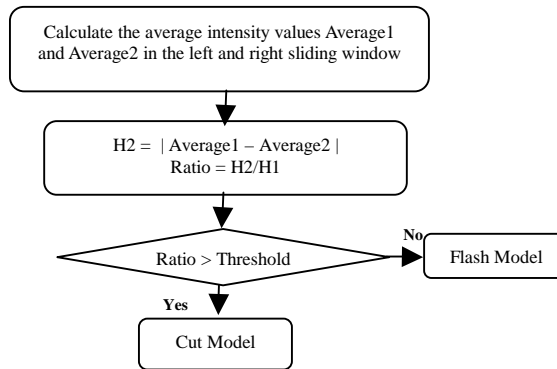 Calculate the average intensity values Average1
and Average2 in the left and right sliding window
H2 = | Average1 – Average2 |
Ratio = H2/H1
Ratio > Threshold
No
Flash Model
Yes
Cut Model